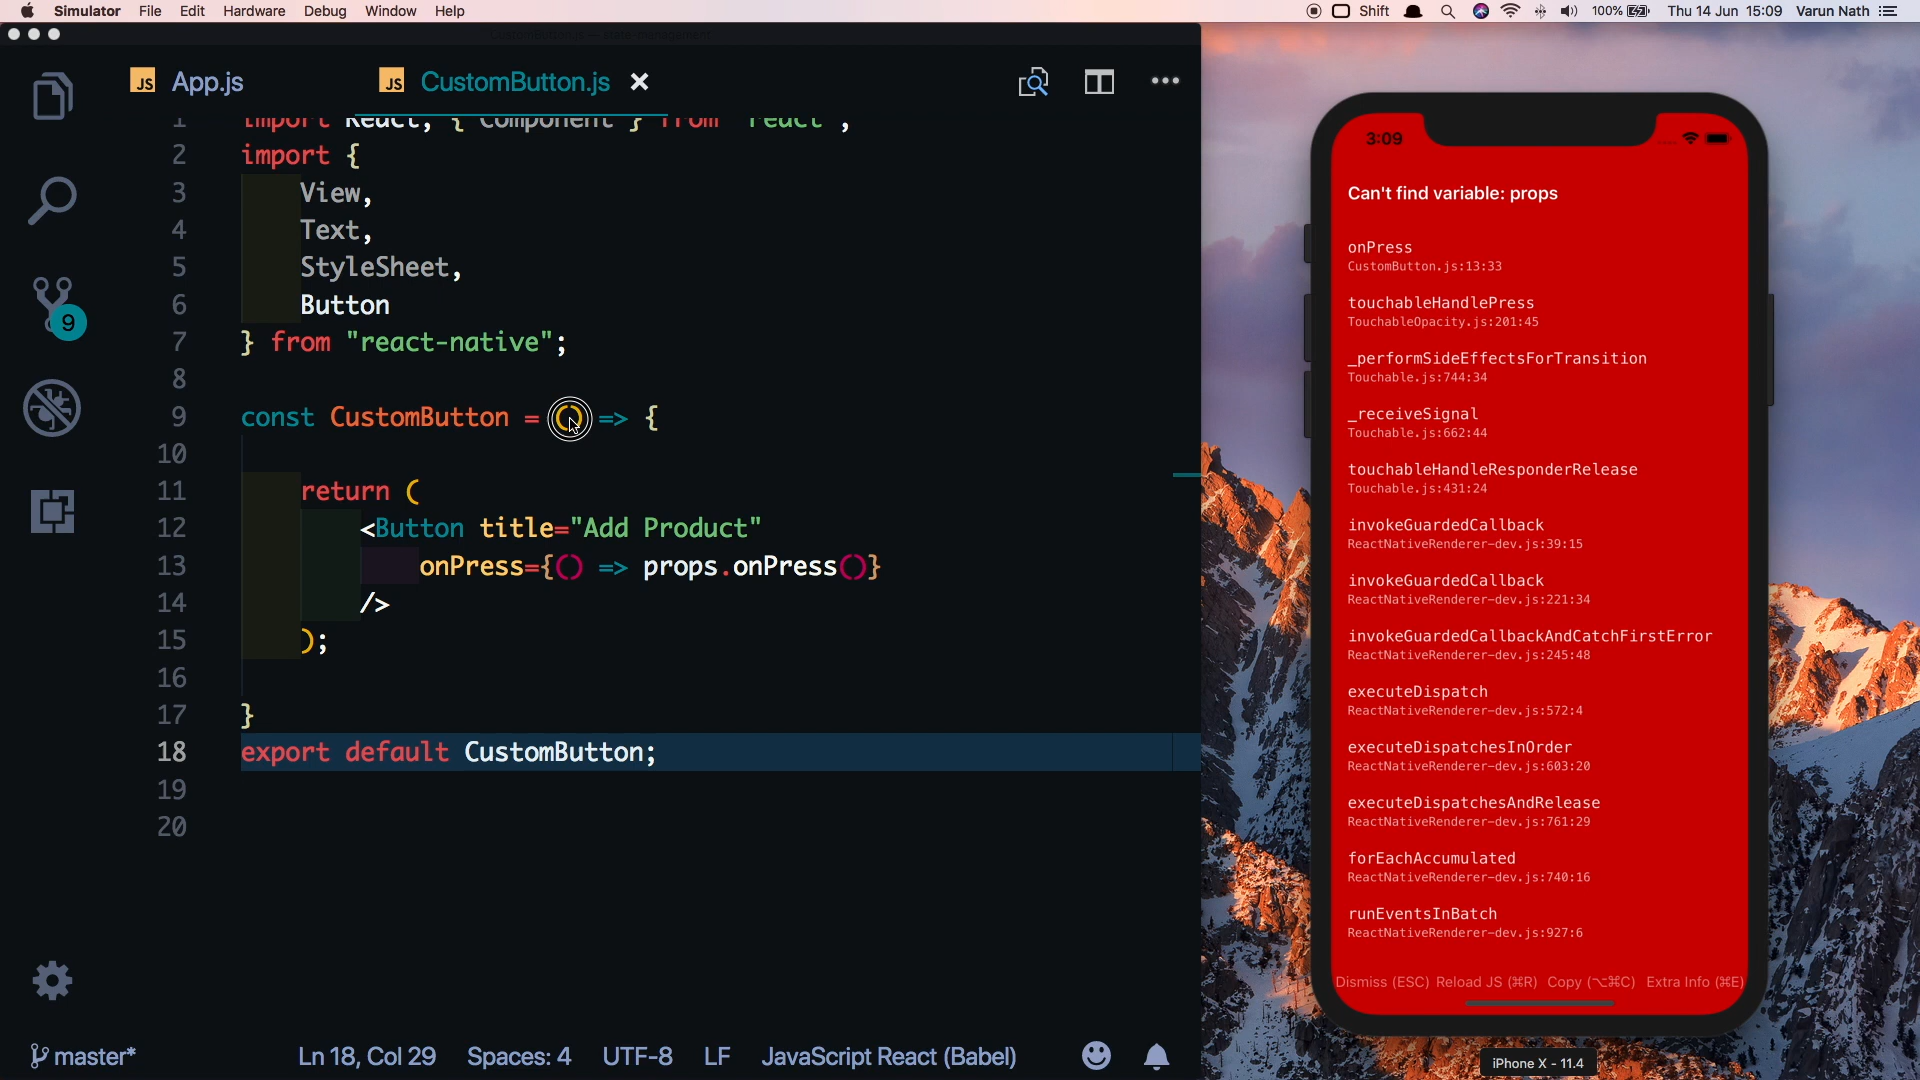 Simulator File Edit Hardware Debug Window Help
Shift 100% Thu 14 Jun 15:09 Varun Nath
JS App.js
JS CustomButton.js
1 import React, { Component } from "react";
2 import {
3 View,
4 Text,
5 StyleSheet,
6 Button
7 } from "react-native";
8
9 const CustomButton = () => {
10
11 return (
12 <Button title="Add Product"
13 onPress={() => props.onPress()}
14 />
15 );
16
17 }
18 export default CustomButton;
19
20
9
master* Ln 18, Col 29 Spaces: 4 UTF-8 LF JavaScript React (Babel)
3:09
Can't find variable: props
onPress
CustomButton.js:13:33
touchableHandlePress
TouchableOpacity.js:201:45
_performSideEffectsForTransition
Touchable.js:744:34
_receiveSignal
Touchable.js:662:44
touchableHandleResponderRelease
Touchable.js:431:24
invokeGuardedCallback
ReactNativeRenderer-dev.js:39:15
invokeGuardedCallback
ReactNativeRenderer-dev.js:221:34
invokeGuardedCallbackAndCatchFirstError
ReactNativeRenderer-dev.js:245:48
executeDispatch
ReactNativeRenderer-dev.js:572:4
executeDispatchesInOrder
ReactNativeRenderer-dev.js:603:20
executeDispatchesAndRelease
ReactNativeRenderer-dev.js:761:29
forEachAccumulated
ReactNativeRenderer-dev.js:740:16
runEventsInBatch
ReactNativeRenderer-dev.js:927:6
Dismiss (ESC) Reload JS (⌘R) Copy (⌥⌘C) Extra Info (⌘E)
iPhone X - 11.4